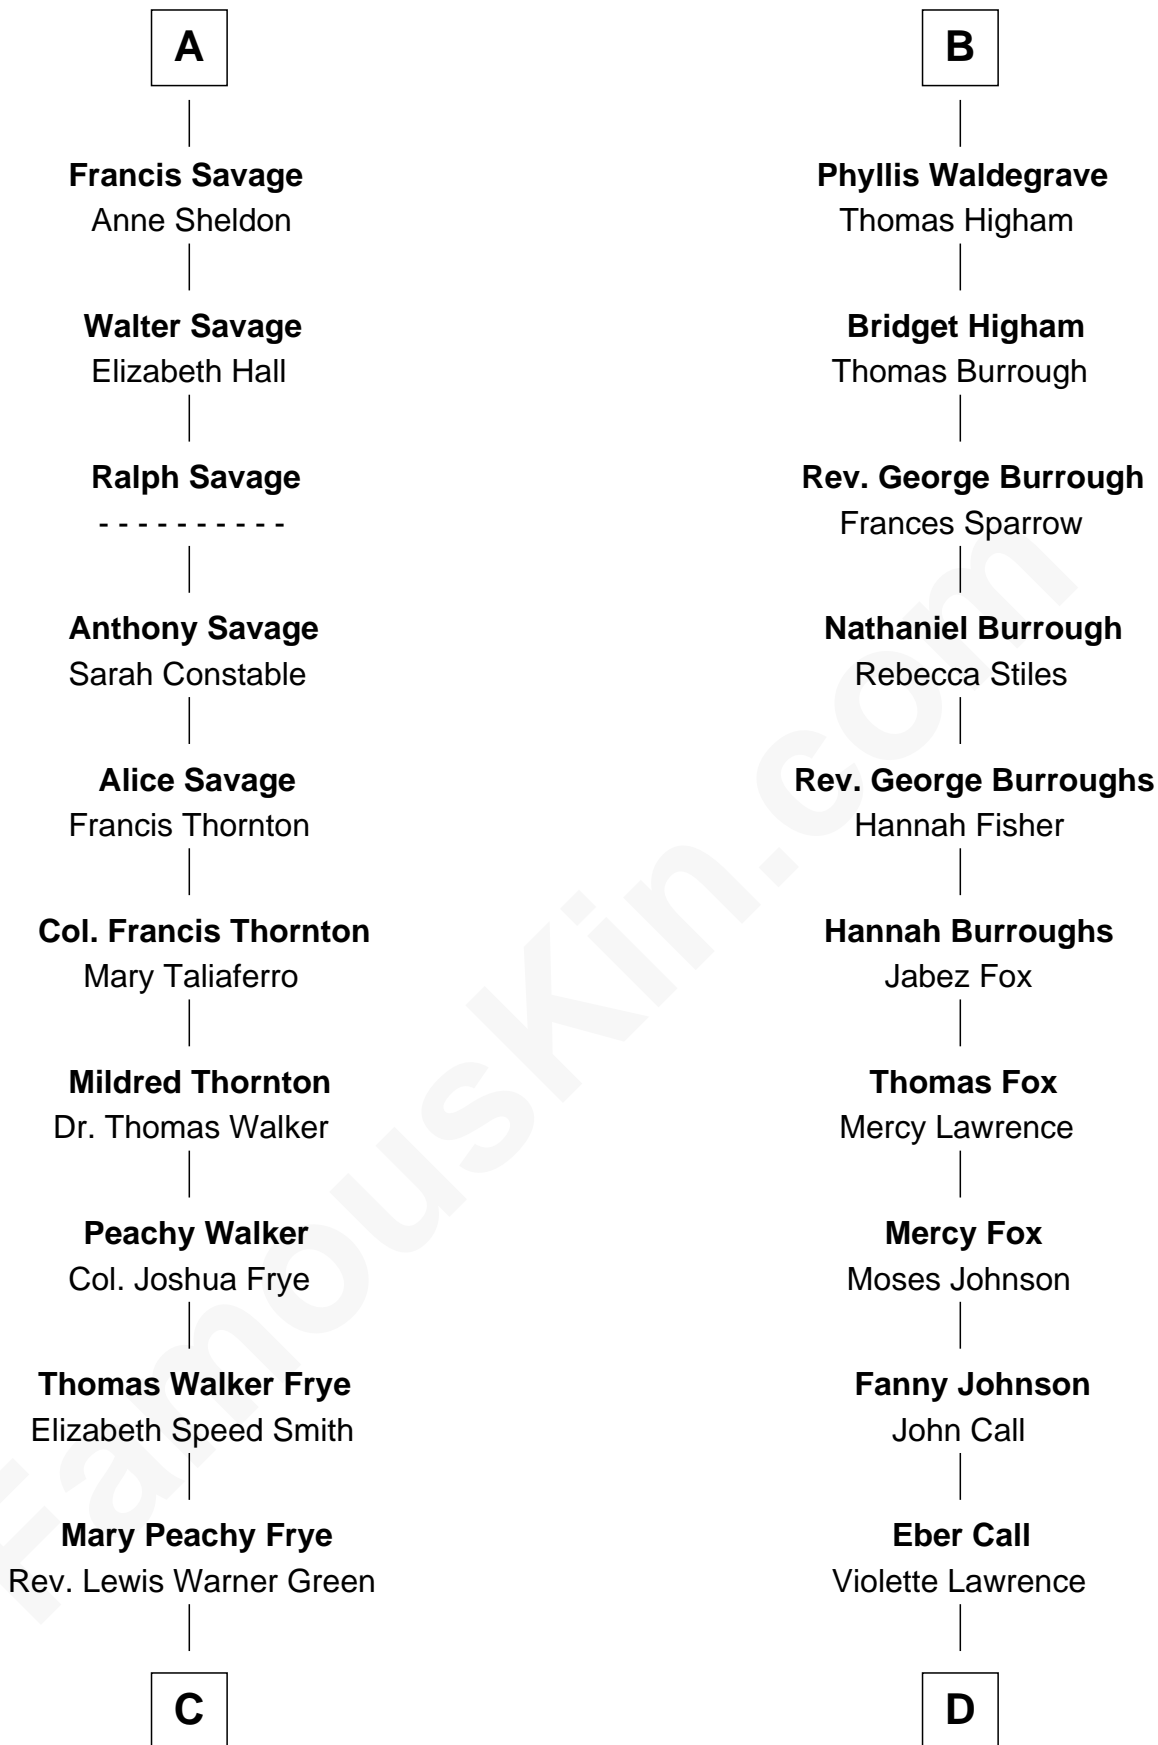 A
Francis Savage
Anne Sheldon
Walter Savage
Elizabeth Hall
Ralph Savage
- - - - - - - - - -
Anthony Savage
Sarah Constable
Alice Savage
Francis Thornton
Col. Francis Thornton
Mary Taliaferro
Mildred Thornton
Dr. Thomas Walker
Peachy Walker
Col. Joshua Frye
Thomas Walker Frye
Elizabeth Speed Smith
Mary Peachy Frye
Rev. Lewis Warner Green
C
B
Phyllis Waldegrave
Thomas Higham
Bridget Higham
Thomas Burrough
Rev. George Burrough
Frances Sparrow
Nathaniel Burrough
Rebecca Stiles
Rev. George Burroughs
Hannah Fisher
Hannah Burroughs
Jabez Fox
Thomas Fox
Mercy Lawrence
Mercy Fox
Moses Johnson
Fanny Johnson
John Call
Eber Call
Violette Lawrence
D
FamousKin.com